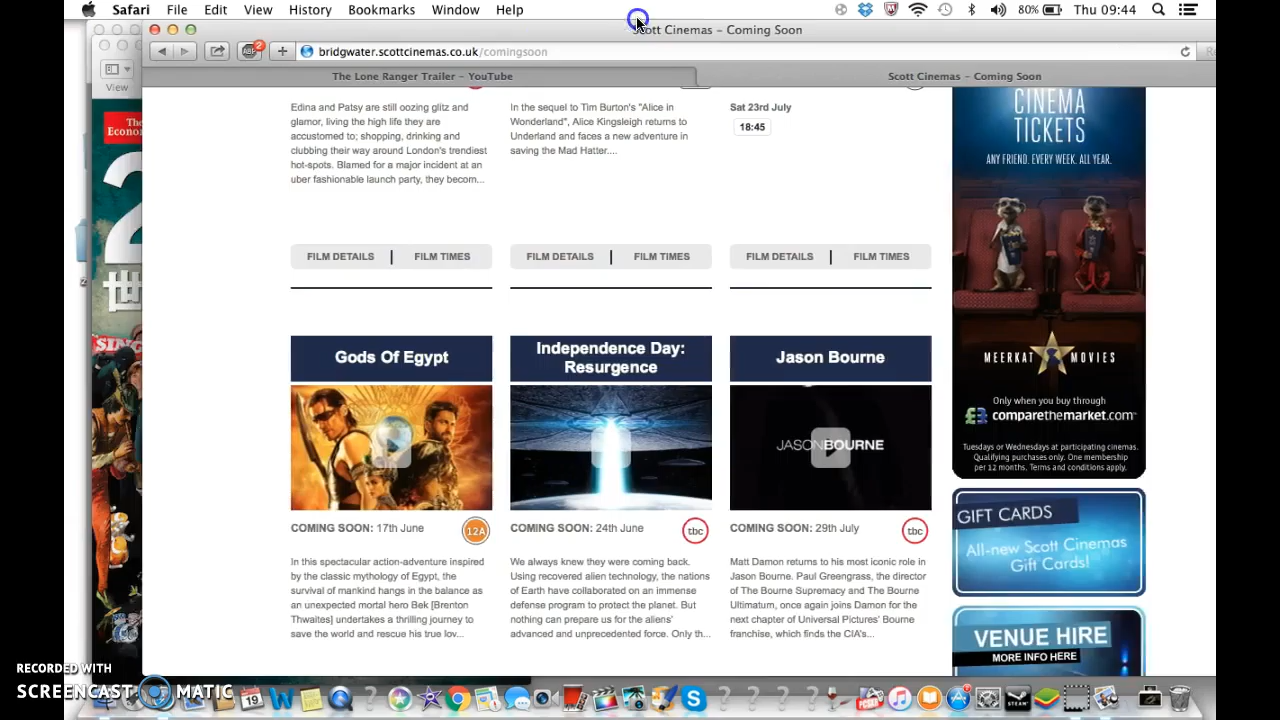 Safari File Edit View History Bookmarks Window Help 80% Thu 09:44
Scott Cinemas – Coming Soon
ABP 2 bridgwater.scottcinemas.co.uk/comingsoon
The Lone Ranger Trailer – YouTube Scott Cinemas – Coming Soon
View
The
Econo
Edina and Patsy are still oozing glitz and
glamor, living the high life they are
accustomed to; shopping, drinking and
clubbing their way around London's trendiest
hot-spots. Blamed for a major incident at an
uber fashionable launch party, they becom...
In the sequel to Tim Burton's "Alice in
Wonderland", Alice Kingsleigh returns to
Underland and faces a new adventure in
saving the Mad Hatter....
Sat 23rd July
18:45
FILM DETAILS | FILM TIMES
FILM DETAILS | FILM TIMES
FILM DETAILS | FILM TIMES
Gods Of Egypt
COMING SOON: 17th June 12A
In this spectacular action-adventure inspired
by the classic mythology of Egypt, the
survival of mankind hangs in the balance as
an unexpected mortal hero Bek [Brenton
Thwaites] undertakes a thrilling journey to
save the world and rescue his true lov...
Independence Day:
Resurgence
COMING SOON: 24th June tbc
We always knew they were coming back.
Using recovered alien technology, the nations
of Earth have collaborated on an immense
defense program to protect the planet. But
nothing can prepare us for the aliens'
advanced and unprecedented force. Only th...
Jason Bourne
JASONBOURNE
COMING SOON: 29th July tbc
Matt Damon returns to his most iconic role in
Jason Bourne. Paul Greengrass, the director
of The Bourne Supremacy and The Bourne
Ultimatum, once again joins Damon for the
next chapter of Universal Pictures' Bourne
franchise, which finds the CIA's...
CINEMA
TICKETS
ANY FRIEND. EVERY WEEK. ALL YEAR.
MEERKAT MOVIES
Only when you buy through
comparethemarket.com
Tuesdays or Wednesdays at participating cinemas.
Qualifying purchases only. One membership
per 12 months. Terms and conditions apply.
GIFT CARDS
All-new Scott Cinemas
Gift Cards!
VENUE HIRE
MORE INFO HERE
RECORDED WITH
SCREENCAST MATIC
19
STEAM